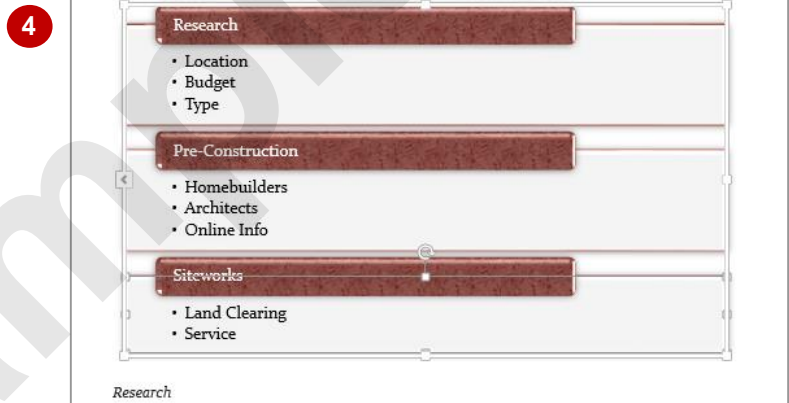 4
Research
• Location
• Budget
• Type
Pre-Construction
• Homebuilders
• Architects
• Online Info
Siteworks
• Land Clearing
• Service
Research